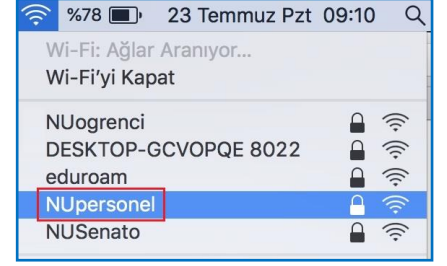 %78 23 Temmuz Pzt 09:10
Wi-Fi: Ağlar Aranıyor...
Wi-Fi'yi Kapat
NUogrenci
DESKTOP-GCVOPQE 8022
eduroam
NUpersonel
NUSenato